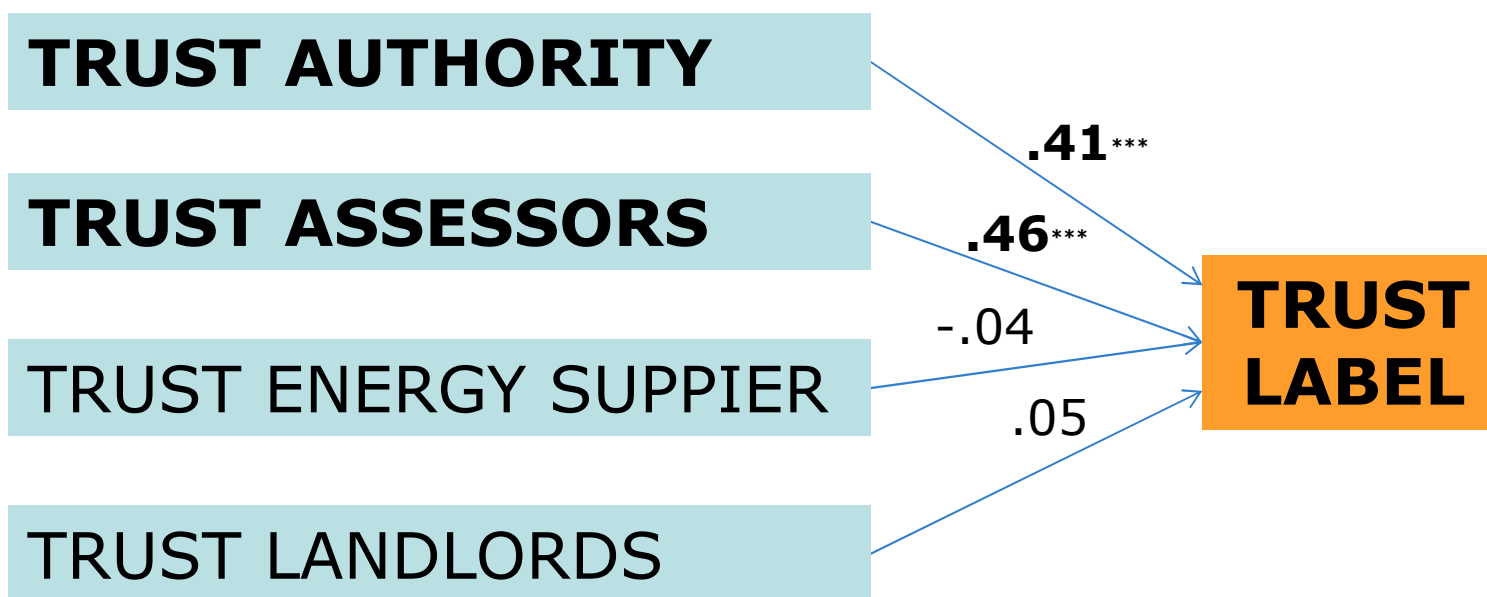 TRUST AUTHORITY
.41***
TRUST ASSESSORS
.46***
TRUST ENERGY SUPPIER
-.04
TRUST LANDLORDS
.05
TRUST
LABEL